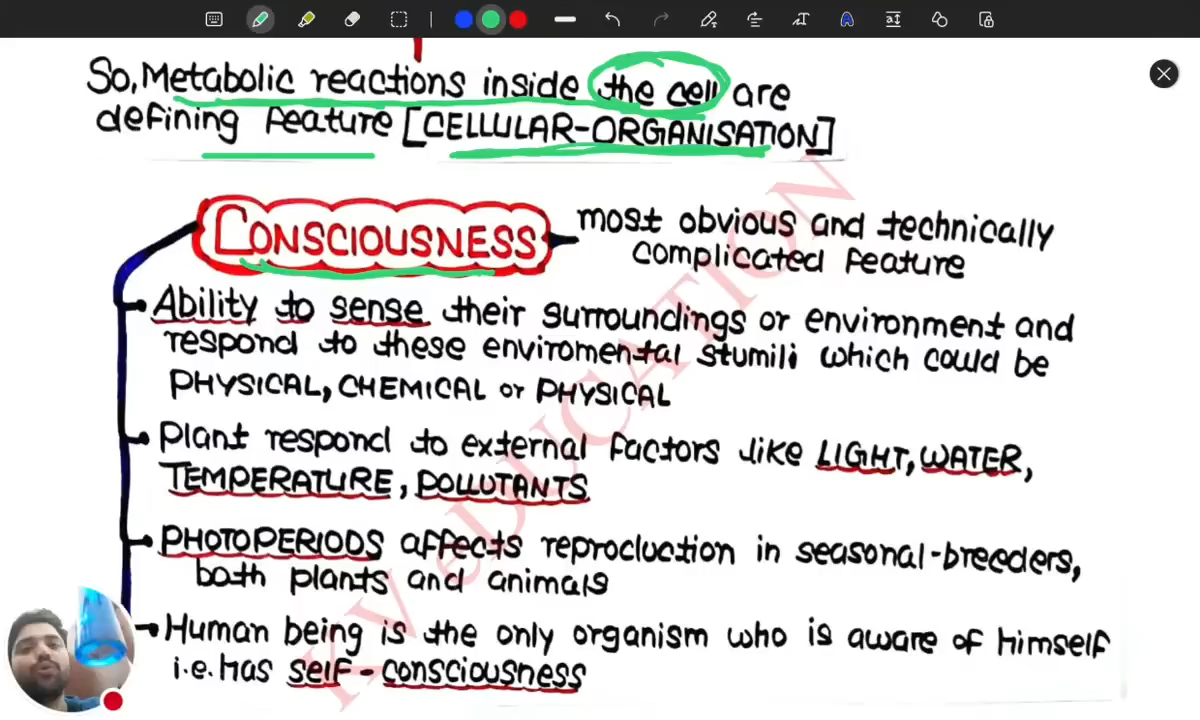 So, Metabolic reactions inside the cell are
defining feature [CELLULAR-ORGANISATION]
CONSCIOUSNESS
most obvious and technically
complicated feature
Ability to sense their surroundings or environment and
respond to these enviromental stumili which could be
PHYSICAL, CHEMICAL or PHYSICAL
Plant respond to external factors like LIGHT, WATER,
TEMPERATURE, POLLUTANTS
PHOTOPERIODS affects reproduction in seasonal-breeders,
both plants and animals
Human being is the only organism who is aware of himself
i.e. has self-consciousness
KV eDUCATION